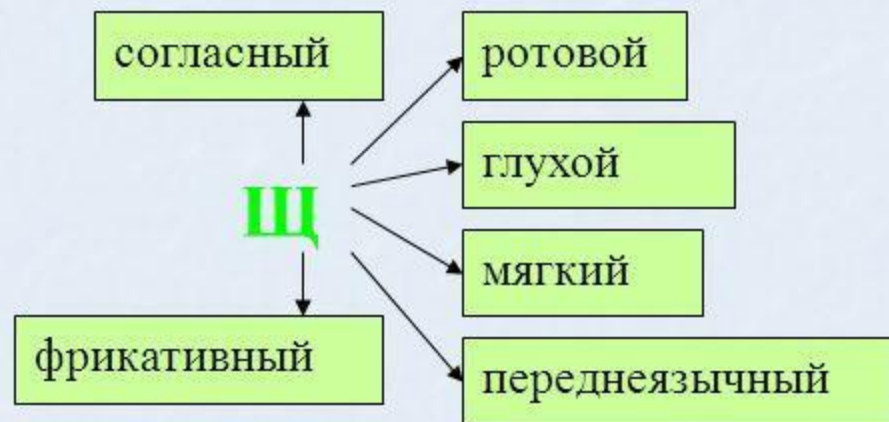 согласный
ротовой
глухой
Щ
мягкий
фрикативный
переднеязычный